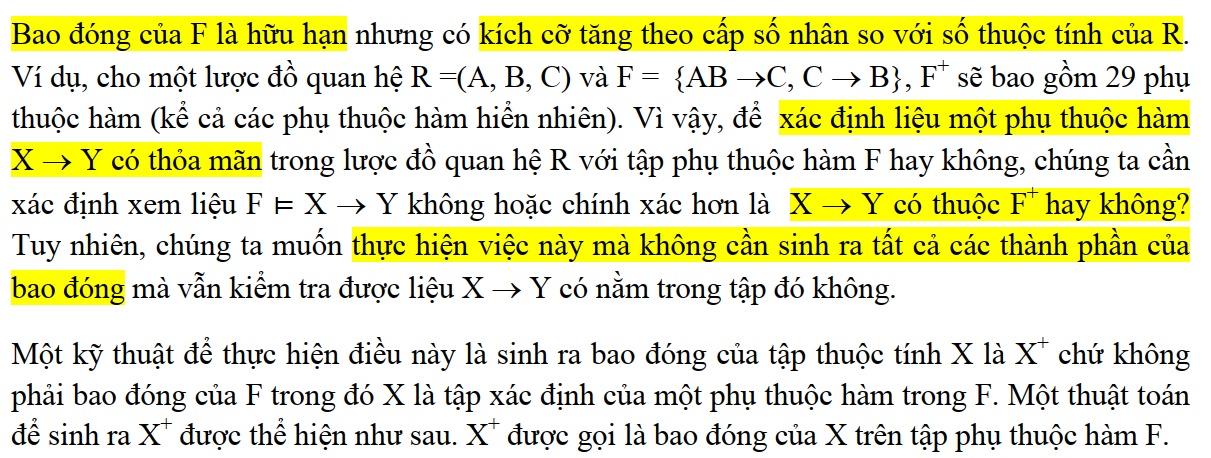 Bao đóng của F là hữu hạn nhưng có kích cỡ tăng theo cấp số nhân so với số thuộc tính của R.
Ví dụ, cho một lược đồ quan hệ R =(A, B, C) và F = {AB →C, C → B}, F⁺ sẽ bao gồm 29 phụ
thuộc hàm (kể cả các phụ thuộc hàm hiển nhiên). Vì vậy, để xác định liệu một phụ thuộc hàm
X → Y có thỏa mãn trong lược đồ quan hệ R với tập phụ thuộc hàm F hay không, chúng ta cần
xác định xem liệu F ⊨ X → Y không hoặc chính xác hơn là X → Y có thuộc F⁺ hay không?
Tuy nhiên, chúng ta muốn thực hiện việc này mà không cần sinh ra tất cả các thành phần của
bao đóng mà vẫn kiểm tra được liệu X → Y có nằm trong tập đó không.
Một kỹ thuật để thực hiện điều này là sinh ra bao đóng của tập thuộc tính X là X⁺ chứ không
phải bao đóng của F trong đó X là tập xác định của một phụ thuộc hàm trong F. Một thuật toán
để sinh ra X⁺ được thể hiện như sau. X⁺ được gọi là bao đóng của X trên tập phụ thuộc hàm F.